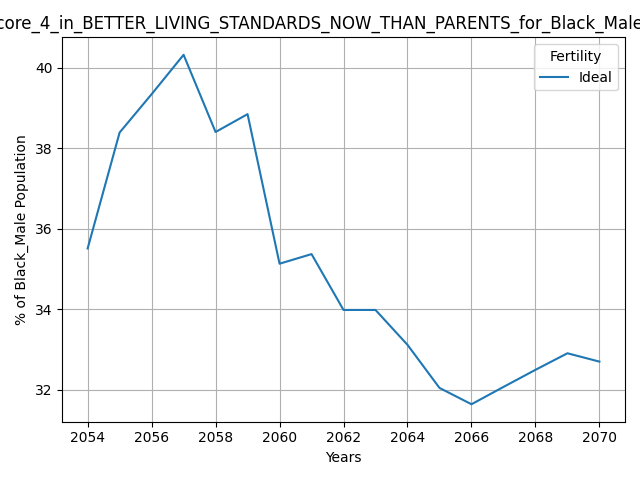 core_4_in_BETTER_LIVING_STANDARDS_NOW_THAN_PARENTS_for_Black_Male
Fertility
Ideal
% of Black_Male Population
40
38
36
34
32
2054 2056 2058 2060 2062 2064 2066 2068 2070
Years